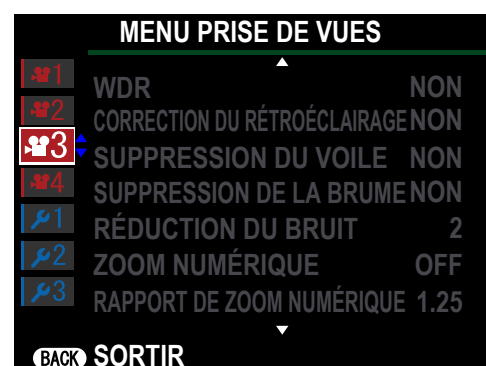 MENU PRISE DE VUES
1
2
3
4
1
2
3
WDR NON
CORRECTION DU RÉTROÉCLAIRAGE NON
SUPPRESSION DU VOILE NON
SUPPRESSION DE LA BRUME NON
RÉDUCTION DU BRUIT 2
ZOOM NUMÉRIQUE OFF
RAPPORT DE ZOOM NUMÉRIQUE 1.25
BACK SORTIR